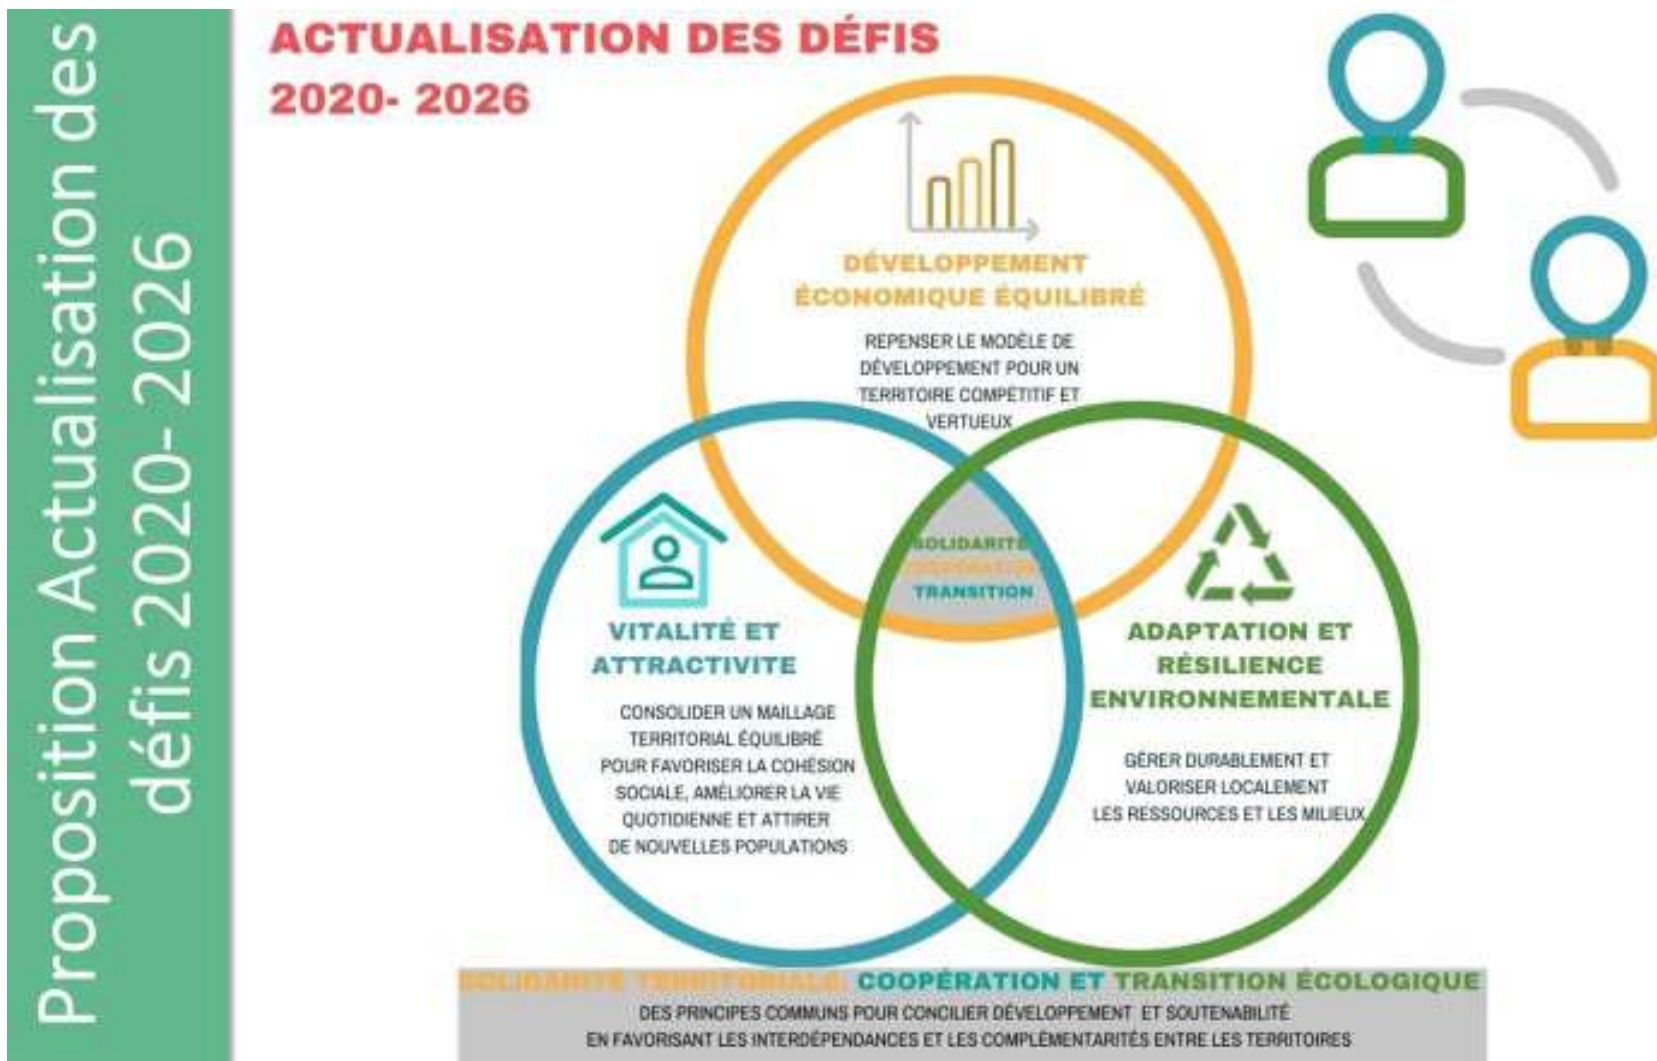 Proposition Actualisation des
défis 2020- 2026
ACTUALISATION DES DÉFIS
2020- 2026
DÉVELOPPEMENT
ÉCONOMIQUE ÉQUILIBRÉ
REPENSER LE MODÈLE DE
DÉVELOPPEMENT POUR UN
TERRITOIRE COMPÉTITIF ET
VERTUEUX
SOLIDARITÉ
COOPÉRATION
TRANSITION
VITALITÉ ET
ATTRACTIVITE
CONSOLIDER UN MAILLAGE
TERRITORIAL ÉQUILIBRÉ
POUR FAVORISER LA COHÉSION
SOCIALE, AMÉLIORER LA VIE
QUOTIDIENNE ET ATTIRER
DE NOUVELLES POPULATIONS
ADAPTATION ET
RÉSILIENCE
ENVIRONNEMENTALE
GÉRER DURABLEMENT ET
VALORISER LOCALEMENT
LES RESSOURCES ET LES MILIEUX
SOLIDARITÉ TERRITORIALE, COOPÉRATION ET TRANSITION ÉCOLOGIQUE
DES PRINCIPES COMMUNS POUR CONCILIER DÉVELOPPEMENT ET SOUTENABILITÉ
EN FAVORISANT LES INTERDÉPENDANCES ET LES COMPLÉMENTARITÉS ENTRE LES TERRITOIRES